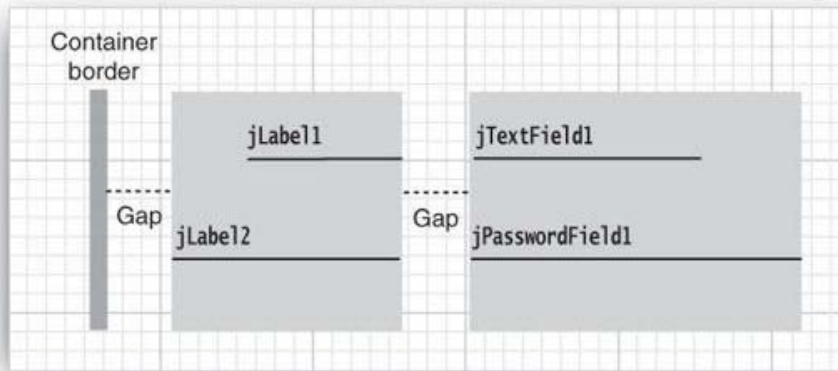 Container
border
jLabel1
jTextField1
Gap
Gap
jLabel2
jPasswordField1